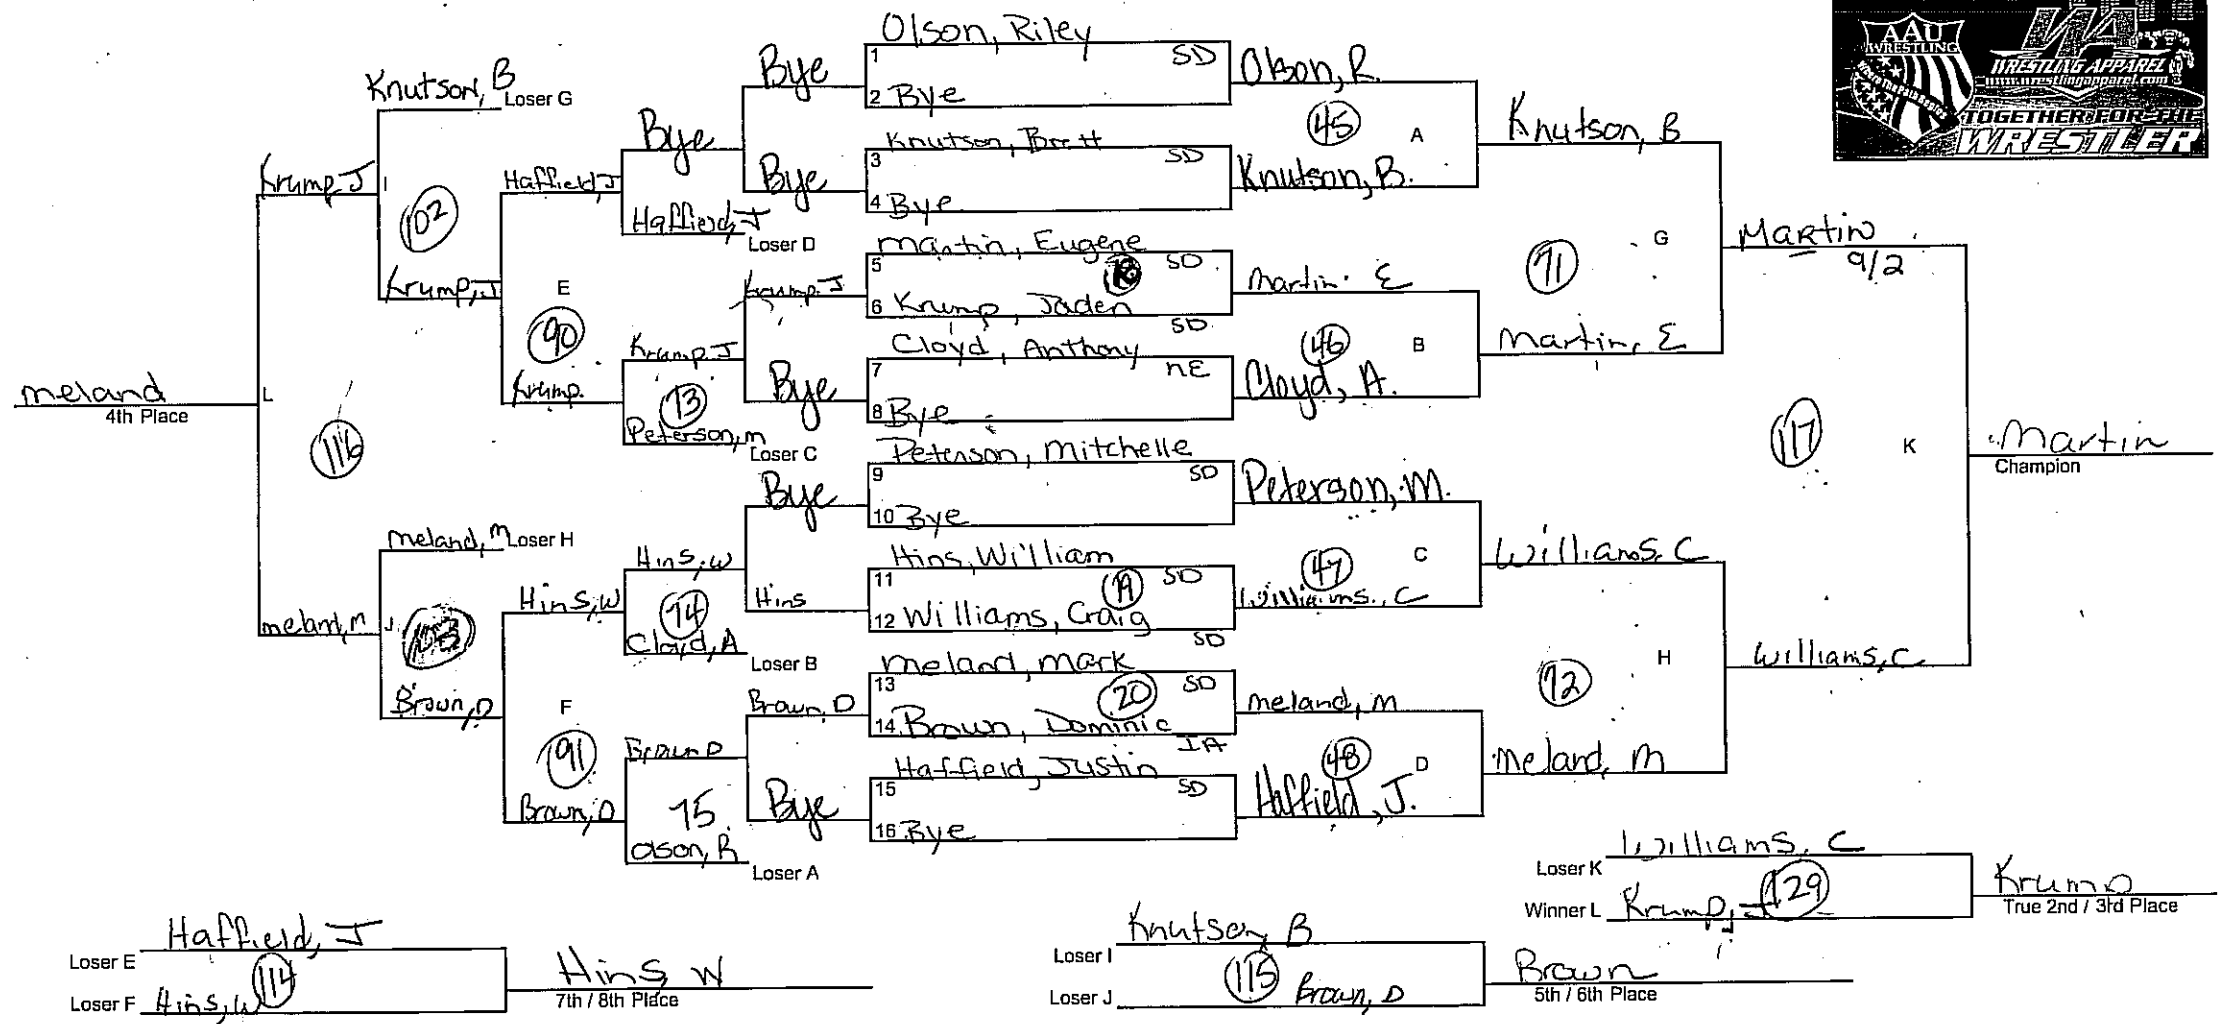 AAU
WRESTLING
WA
WRESTLING APPAREL
www.wrestlingapparel.com
TOGETHER FOR THE
WRESTLER
Knutson, B Loser G
Krump J I
102
Krump, J
meland
4th Place
L
116
meland, M Loser H
meland, M J
103
Brown, D
Haffield, J
E
90
Krump.
Hins, W
F
91
Brown, D
Bye
Haffield, J
Loser D
Krump J
73
Peterson, m
Loser C
Hins, W
74
Cloyd, A
Loser B
Brown D
75
Olson, R
Loser A
Bye
Bye
Krump. J
Bye
Bye
Hins
Brown, D
Bye
Olson, Riley
1 SD
2 Bye
Knutson, Brett
3 SD
4 Bye
Martin, Eugene
5 SD
6 Krump, Jaden
SD
Cloyd, Anthony
7 NE
8 Bye
Peterson, Mitchelle
9 SD
10 Bye
Hins, William
11 19 SD
12 Williams, Craig
SD
meland, mark
13 20 SD
14 Brown, Dominic
IA
Haffield, Justin
15 SD
16 Bye
Olson, R.
45 A
Knutson, B.
Martin E
46 B
Cloyd, A.
Peterson, M.
47 C
Williams, C
meland, M
48 D
Haffield, J.
Knutson, B
71 G
Martin, E
Williams, C
72 H
Meland, M
Martin
9/2
117 K
Williams, C
Martin
Champion
Williams, C
Loser K
129
Winner L Krump, J
Krump
True 2nd / 3rd Place
Haffield, J
Loser E
114
Loser F Hins, W
Hins, W
7th / 8th Place
Knutson, B
Loser I
115
Loser J Brown, D
Brown
5th / 6th Place